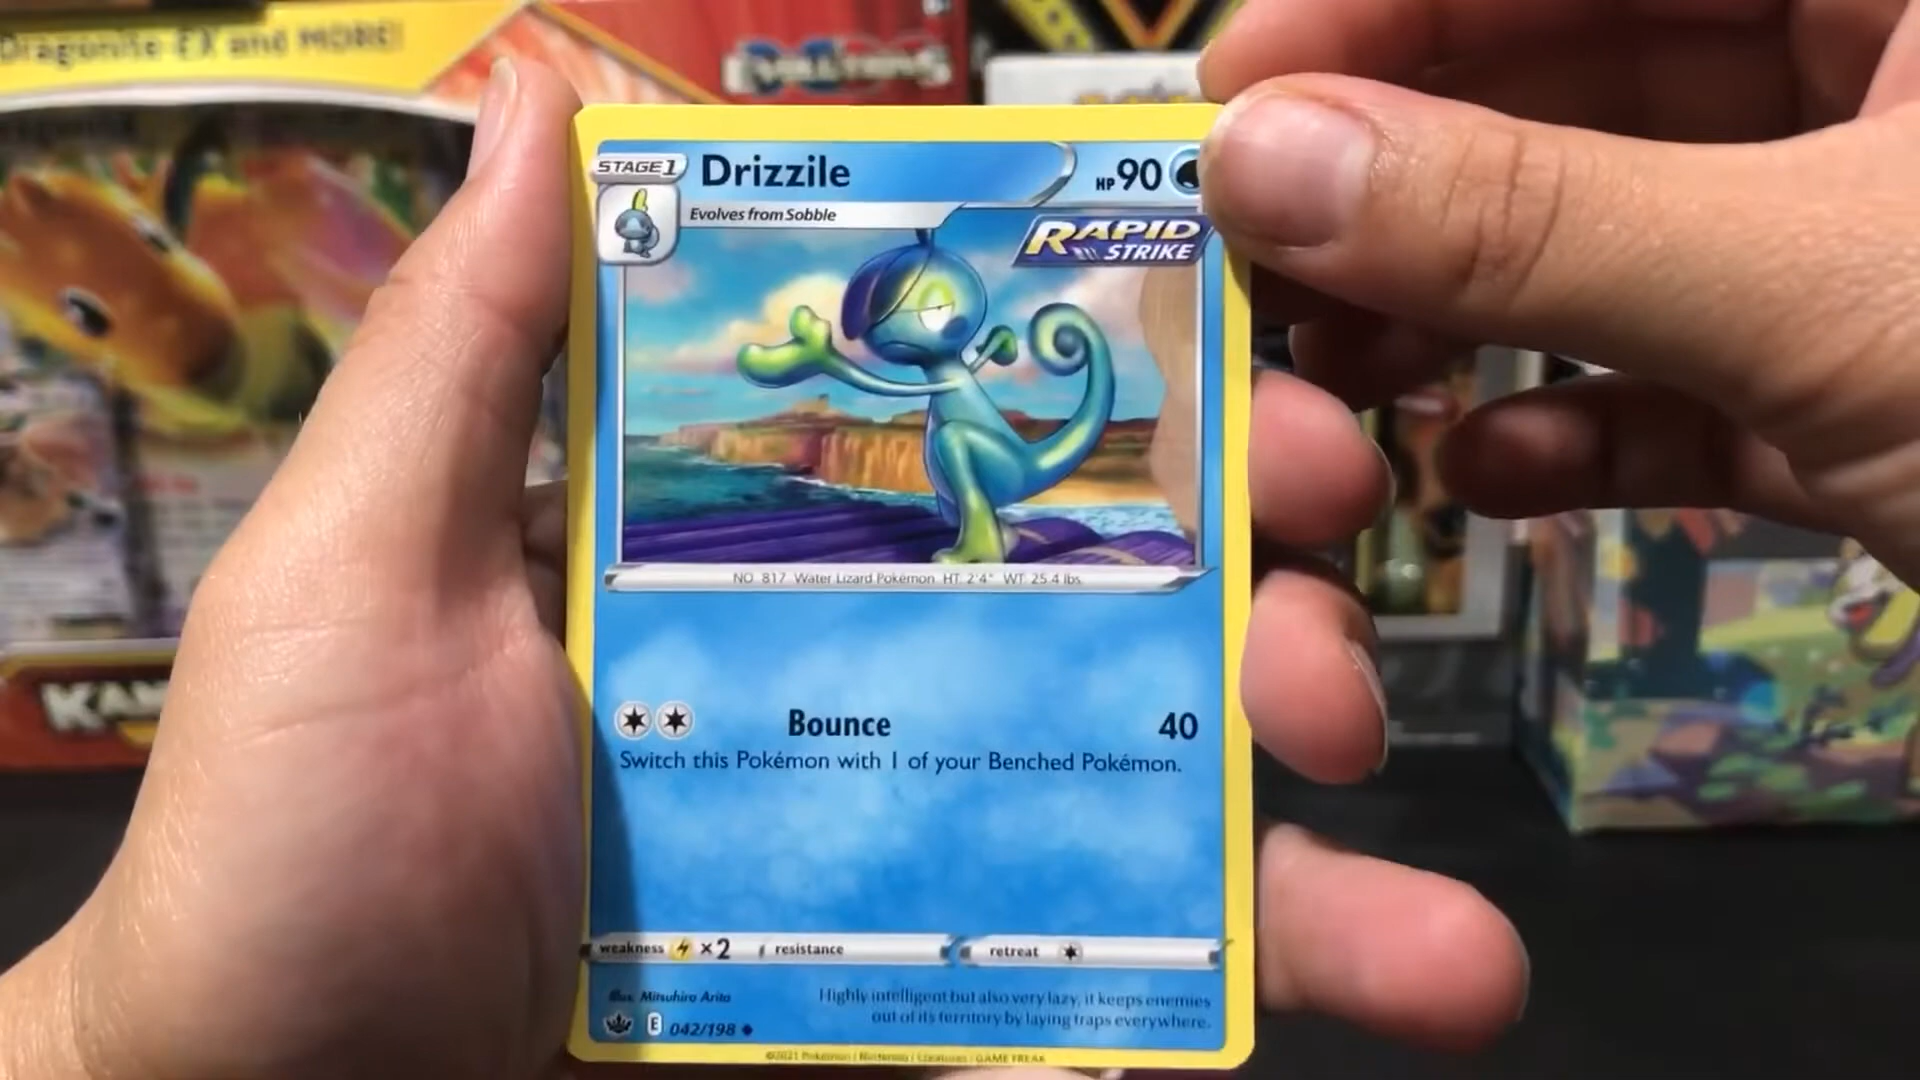 Dragonite EX and MORE!
EVOLUTIONS
STAGE 1
Drizzile
HP 90
Evolves from Sobble
RAPID
STRIKE
NO. 817 Water Lizard Pokémon HT: 2'4" WT: 25.4 lbs.
Bounce 40
Switch this Pokémon with 1 of your Benched Pokémon.
weakness ×2 resistance retreat
Illus. Mitsuhiro Arita
Highly intelligent but also very lazy, it keeps enemies
out of its territory by laying traps everywhere.
E 042/198
©2021 Pokémon / Nintendo / Creatures / GAME FREAK